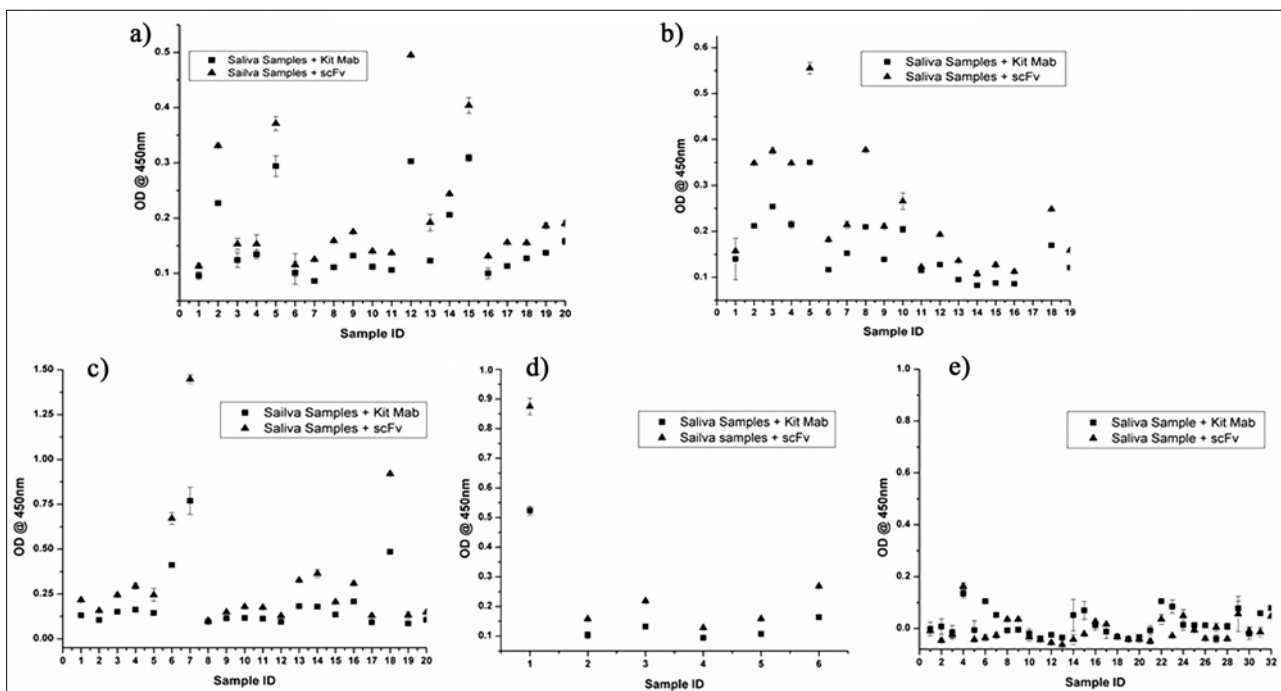 a)
Saliva Samples + Kit Mab
Sailva Samples + scFv
0.5
0.4
0.3
0.2
0.1
OD @ 450nm
0 1 2 3 4 5 6 7 8 9 10 11 12 13 14 15 16 17 18 19 20
Sample ID
b)
Saliva Samples + Kit Mab
Saliva Samples + scFv
0.6
0.5
0.4
0.3
0.2
0.1
0.0
OD @ 450nm
0 1 2 3 4 5 6 7 8 9 10 11 12 13 14 15 16 17 18 19
Sample ID
c)
Sailva Samples + Kit Mab
Saliva Samples + scFv
1.50
1.25
1.00
0.75
0.50
0.25
0.00
OD @ 450nm
0 1 2 3 4 5 6 7 8 9 10 11 12 13 14 15 16 17 18 19 20
Sample ID
d)
Saliva Samples + Kit Mab
Sailva samples + scFv
1.0
0.9
0.8
0.7
0.6
0.5
0.4
0.3
0.2
0.1
OD @ 450nm
0 1 2 3 4 5 6
Sample ID
e)
Saliva Sample + Kit Mab
Saliva Sample + scFv
1.0
0.8
0.6
0.4
0.2
0.0
OD @ 450nm
0 2 4 6 8 10 12 14 16 18 20 22 24 26 28 30 32
Sample ID